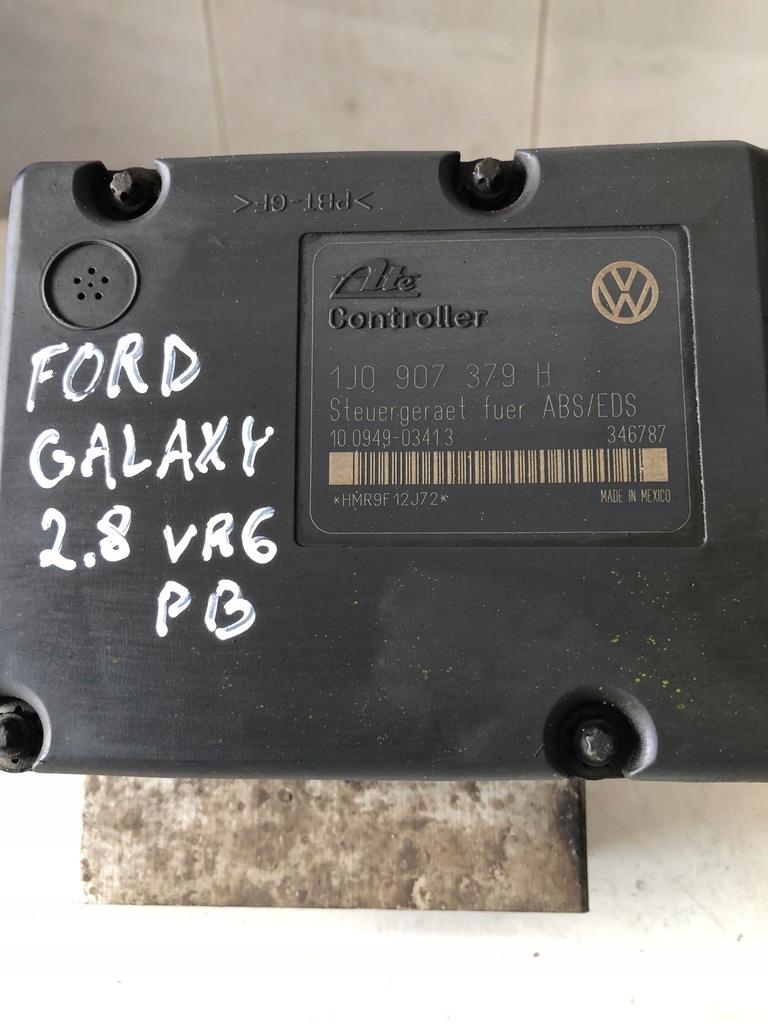 >PBT-GF<
Ate
Controller
1J0 907 379 H
Steuergeraet fuer ABS/EDS
10.0949-0341.3 346787
*HMR9F12J72*
MADE IN MEXICO
FORD
GALAXY
2.8 VR6
PB